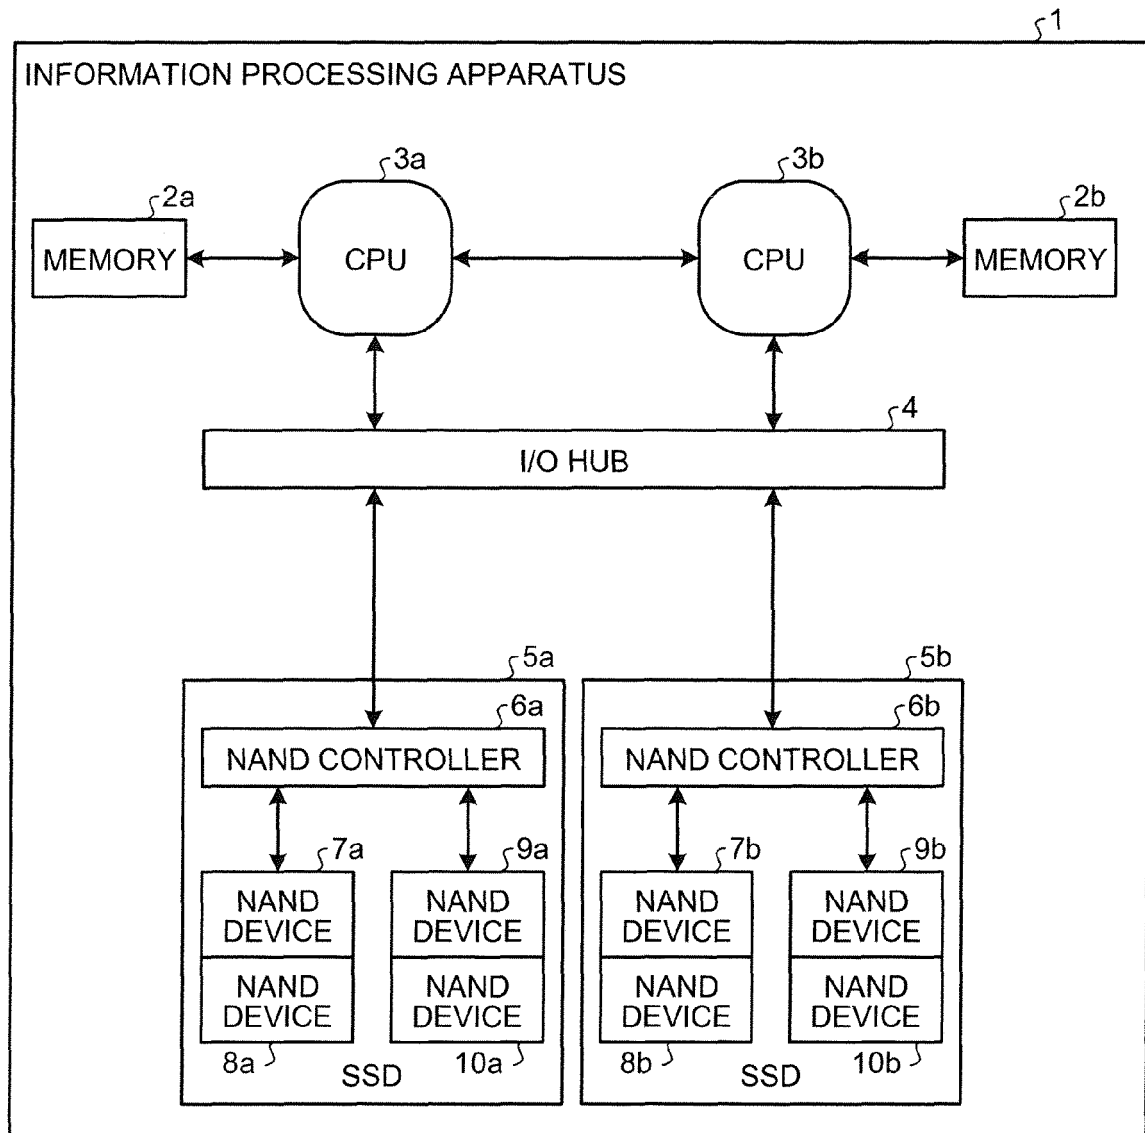 1
INFORMATION PROCESSING APPARATUS
3a
3b
2a
2b
MEMORY
CPU
CPU
MEMORY
4
I/O HUB
5a
5b
6a
6b
NAND CONTROLLER
NAND CONTROLLER
7a
9a
7b
9b
NAND
DEVICE
NAND
DEVICE
NAND
DEVICE
NAND
DEVICE
NAND
DEVICE
NAND
DEVICE
NAND
DEVICE
NAND
DEVICE
8a
10a
8b
10b
SSD
SSD